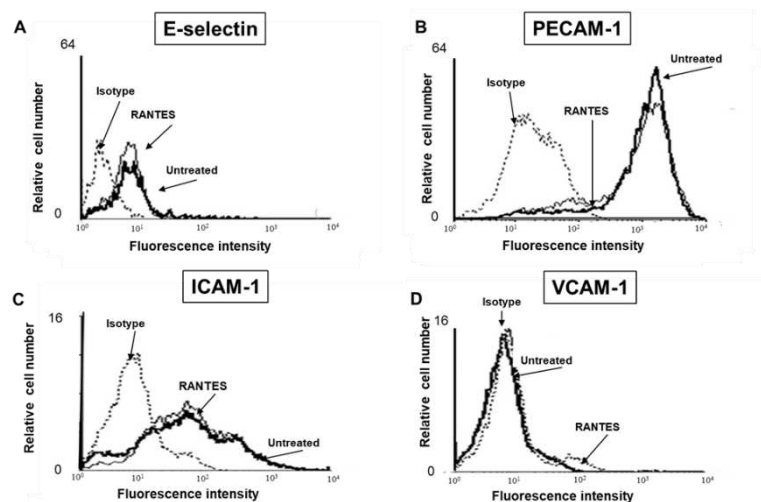 A
E-selectin
64
Isotype
RANTES
Untreated
0
Relative cell number
10⁰ 10¹ 10² 10³ 10⁴
Fluorescence intensity
B
PECAM-1
64
Isotype
RANTES
Untreated
0
Relative cell number
10⁰ 10¹ 10² 10³ 10⁴
Fluorescence intensity
C
ICAM-1
16
Isotype
RANTES
Untreated
0
Relative cell number
10⁰ 10¹ 10² 10³ 10⁴
Fluorescence intensity
D
VCAM-1
16
Isotype
Untreated
RANTES
0
Relative cell number
10⁰ 10¹ 10² 10³ 10⁴
Fluorescence intensity